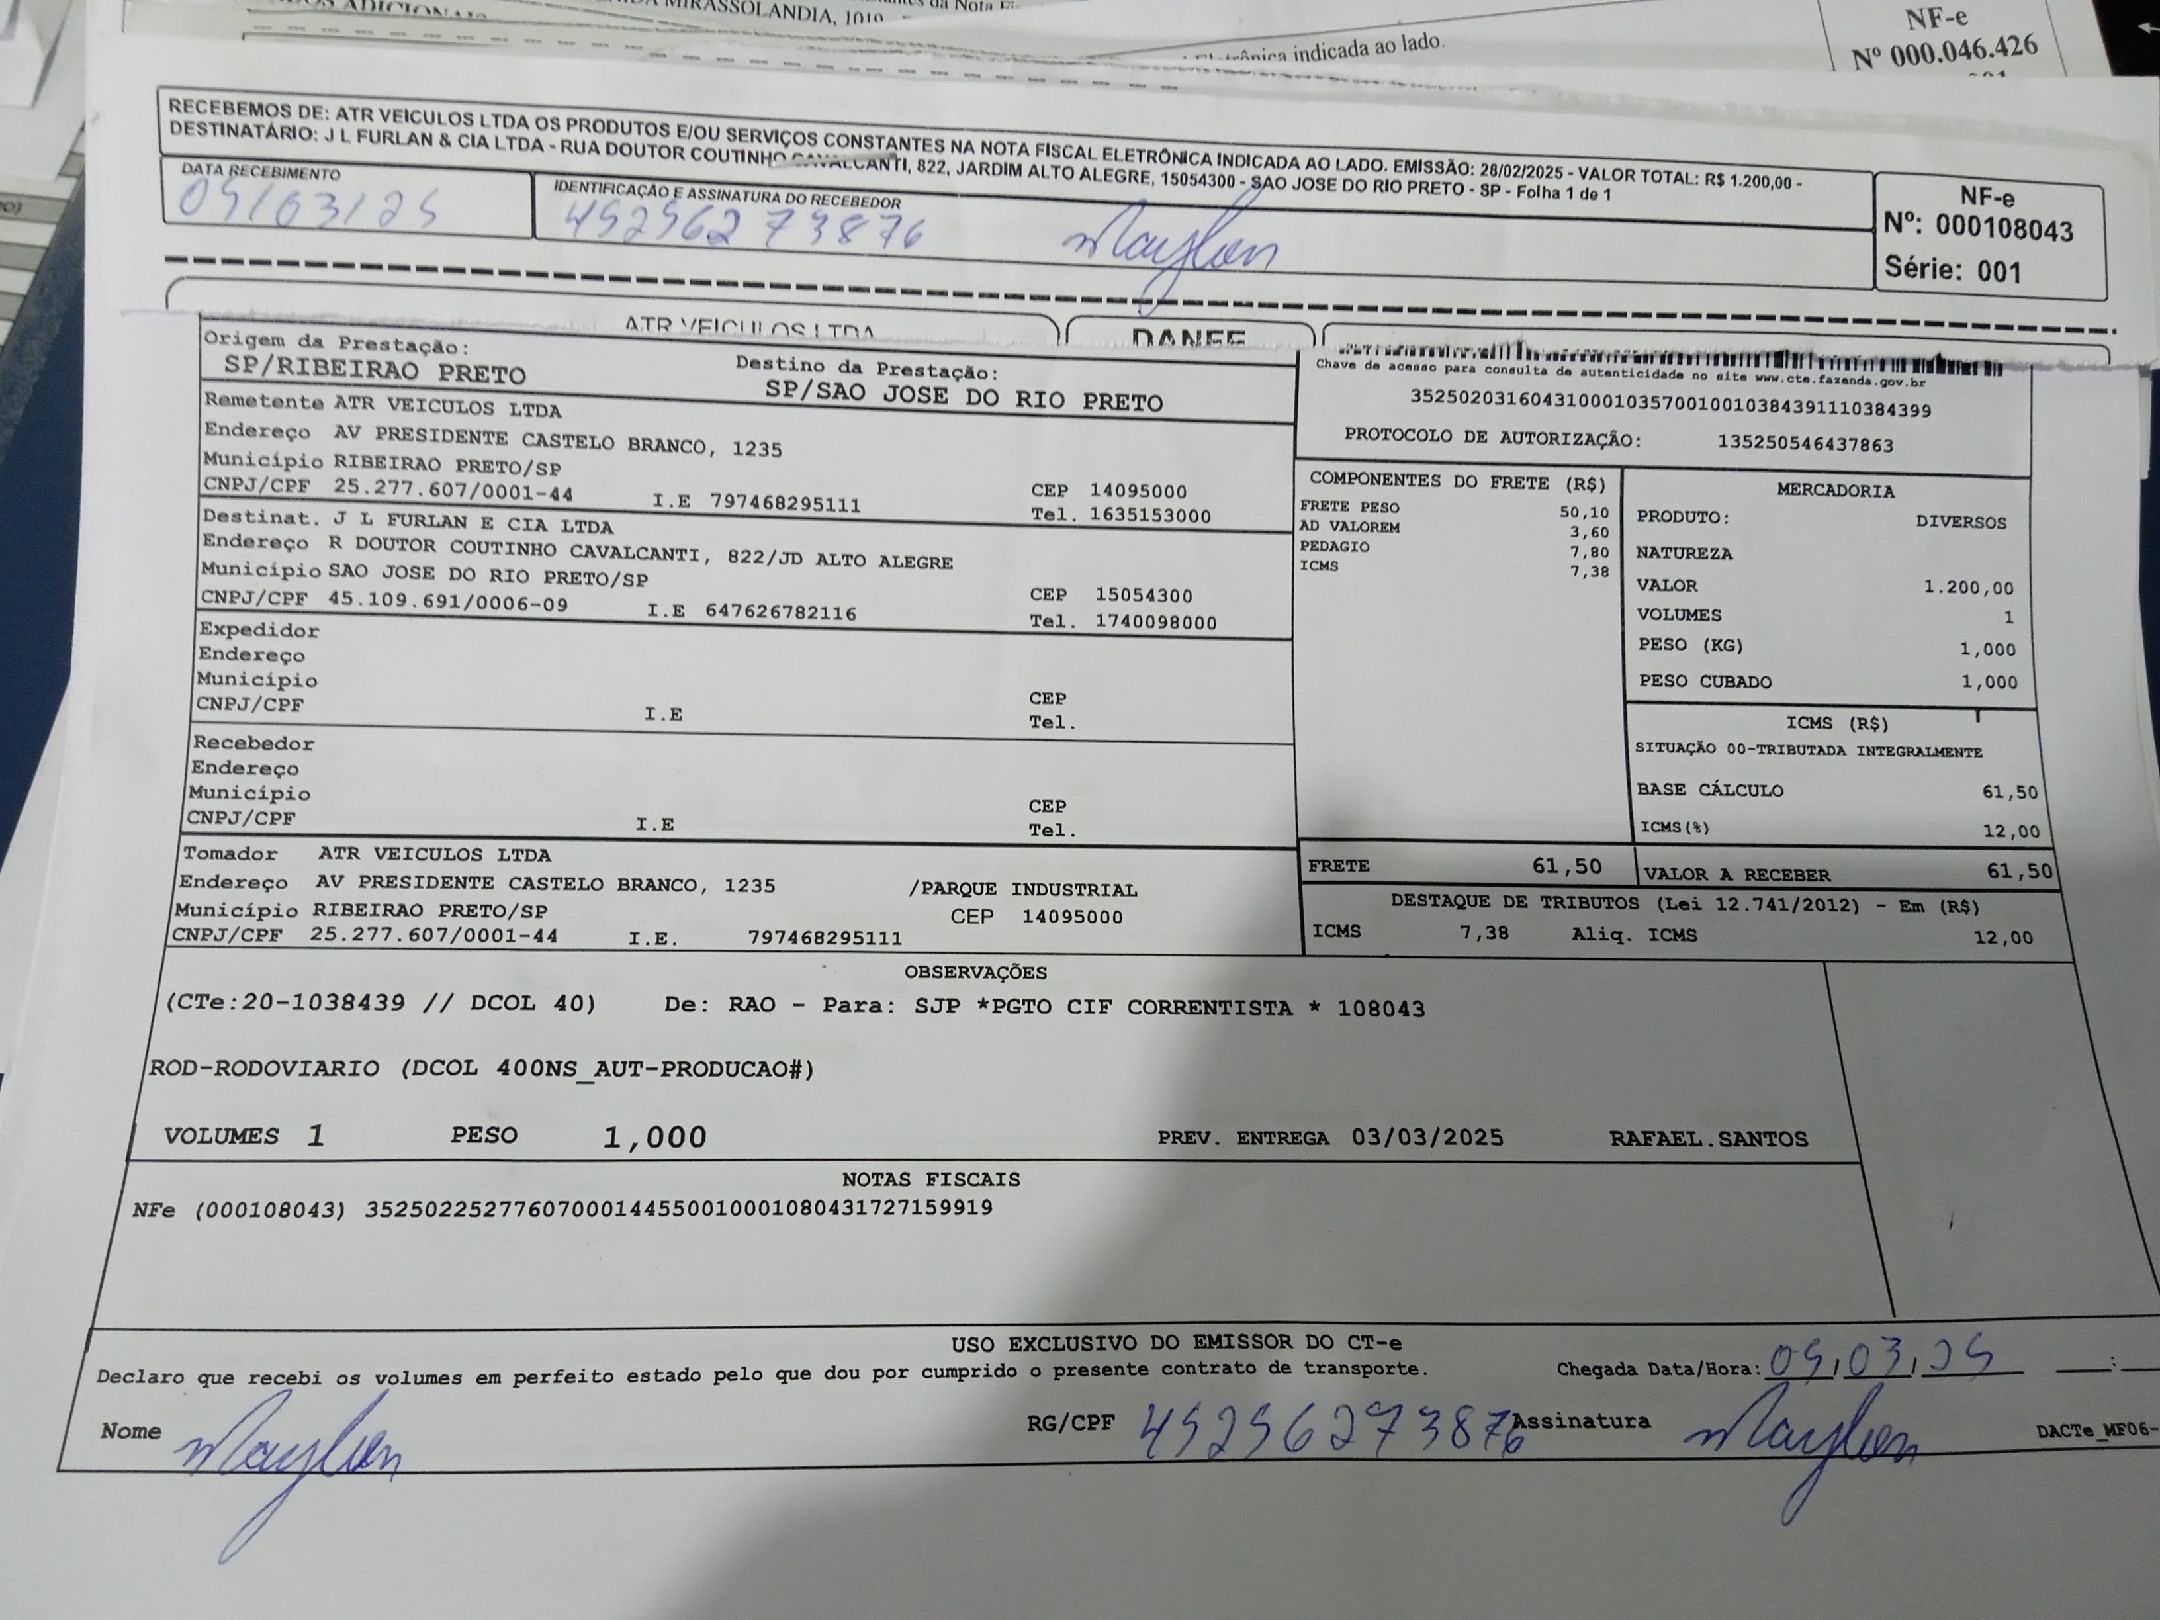 MIRASSOLANDIA, 1010
da Nota
NF-e
Nº 000.046.426
indicada ao lado.
RECEBEMOS DE: ATR VEICULOS LTDA OS PRODUTOS E/OU SERVIÇOS CONSTANTES NA NOTA FISCAL ELETRÔNICA INDICADA AO LADO. EMISSÃO: 28/02/2025 - VALOR TOTAL: R$ 1.200,00 -
DESTINATÁRIO: J L FURLAN & CIA LTDA - RUA DOUTOR COUTINHO CAVALCANTI, 822, JARDIM ALTO ALEGRE, 15054300 - SAO JOSE DO RIO PRETO - SP - Folha 1 de 1
DATA RECEBIMENTO
05/03/25
IDENTIFICAÇÃO E ASSINATURA DO RECEBEDOR
45256273876
NF-e
Nº: 000108043
Série: 001
ATR VEICULOS LTDA DANFE
Origem da Prestação: Destino da Prestação:
SP/RIBEIRAO PRETO SP/SAO JOSE DO RIO PRETO
Chave de acesso para consulta de autenticidade no site www.cte.fazenda.gov.br
35250203160431000103570010010384391110384399
PROTOCOLO DE AUTORIZAÇÃO: 135250546437863
Remetente ATR VEICULOS LTDA
Endereço AV PRESIDENTE CASTELO BRANCO, 1235
Município RIBEIRAO PRETO/SP CEP 14095000
CNPJ/CPF 25.277.607/0001-44 I.E 797468295111 Tel. 1635153000
Destinat. J L FURLAN E CIA LTDA
Endereço R DOUTOR COUTINHO CAVALCANTI, 822/JD ALTO ALEGRE
Município SAO JOSE DO RIO PRETO/SP CEP 15054300
CNPJ/CPF 45.109.691/0006-09 I.E 647626782116 Tel. 1740098000
Expedidor
Endereço
Município CEP
CNPJ/CPF I.E Tel.
Recebedor
Endereço
Município CEP
CNPJ/CPF I.E Tel.
Tomador ATR VEICULOS LTDA
Endereço AV PRESIDENTE CASTELO BRANCO, 1235 /PARQUE INDUSTRIAL
Município RIBEIRAO PRETO/SP CEP 14095000
CNPJ/CPF 25.277.607/0001-44 I.E. 797468295111
COMPONENTES DO FRETE (R$)
FRETE PESO 50,10
AD VALOREM 3,60
PEDAGIO 7,80
ICMS 7,38
MERCADORIA
PRODUTO: DIVERSOS
NATUREZA
VALOR 1.200,00
VOLUMES 1
PESO (KG) 1,000
PESO CUBADO 1,000
ICMS (R$)
SITUAÇÃO 00-TRIBUTADA INTEGRALMENTE
BASE CÁLCULO 61,50
ICMS(%) 12,00
FRETE 61,50 VALOR A RECEBER 61,50
DESTAQUE DE TRIBUTOS (Lei 12.741/2012) - Em (R$)
ICMS 7,38 Aliq. ICMS 12,00
OBSERVAÇÕES
(CTe:20-1038439 // DCOL 40) De: RAO - Para: SJP *PGTO CIF CORRENTISTA * 108043
ROD-RODOVIARIO (DCOL 400NS_AUT-PRODUCAO#)
VOLUMES 1 PESO 1,000 PREV. ENTREGA 03/03/2025 RAFAEL.SANTOS
NOTAS FISCAIS
NFe (000108043) 35250225277607000144550010001080431727159919
USO EXCLUSIVO DO EMISSOR DO CT-e
Declaro que recebi os volumes em perfeito estado pelo que dou por cumprido o presente contrato de transporte. Chegada Data/Hora: 05/03/25 :
Nome RG/CPF 45256273876 Assinatura
DACTe_MF06-